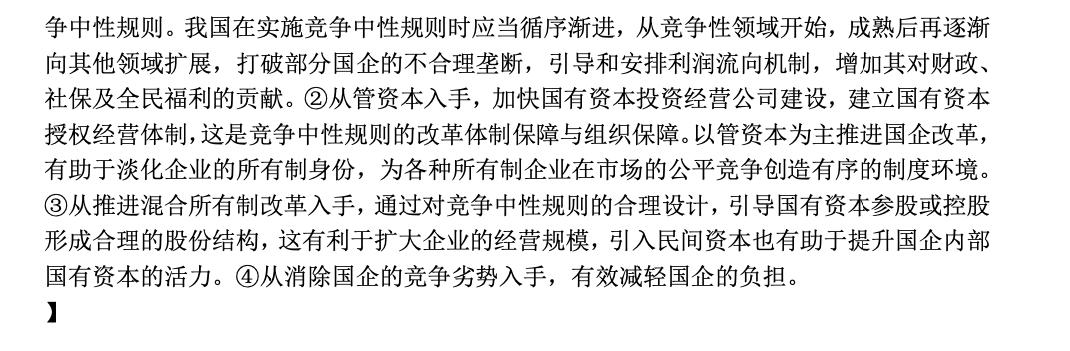 争中性规则。我国在实施竞争中性规则时应当循序渐进，从竞争性领域开始，成熟后再逐渐
向其他领域扩展，打破部分国企的不合理垄断，引导和安排利润流向机制，增加其对财政、
社保及全民福利的贡献。②从管资本入手，加快国有资本投资经营公司建设，建立国有资本
授权经营体制，这是竞争中性规则的改革体制保障与组织保障。以管资本为主推进国企改革，
有助于淡化企业的所有制身份，为各种所有制企业在市场的公平竞争创造有序的制度环境。
③从推进混合所有制改革入手，通过对竞争中性规则的合理设计，引导国有资本参股或控股
形成合理的股份结构，这有利于扩大企业的经营规模，引入民间资本也有助于提升国企内部
国有资本的活力。④从消除国企的竞争劣势入手，有效减轻国企的负担。
】